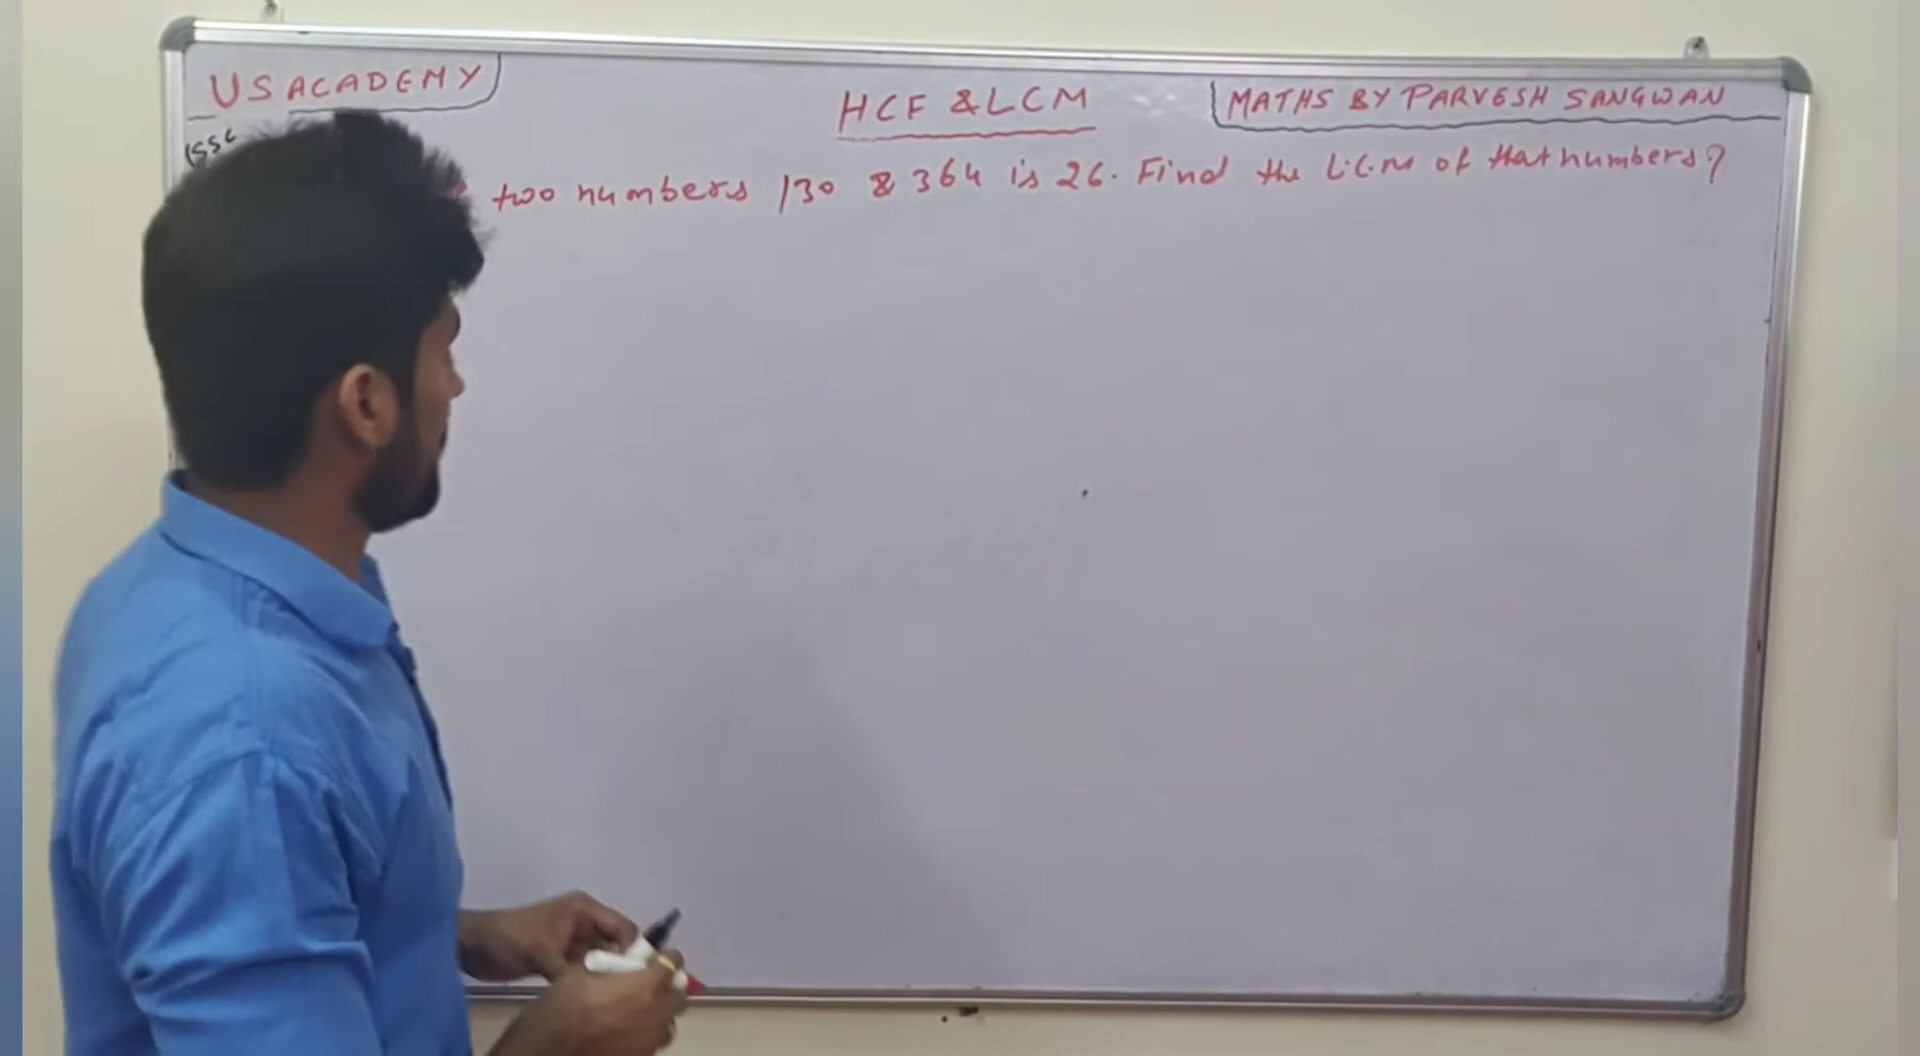 US ACADEMY
HCF & LCM
MATHS BY PARVESH SANGWAN
(SSC
two numbers 130 & 364 is 26. Find the L.C.M of that numbers?